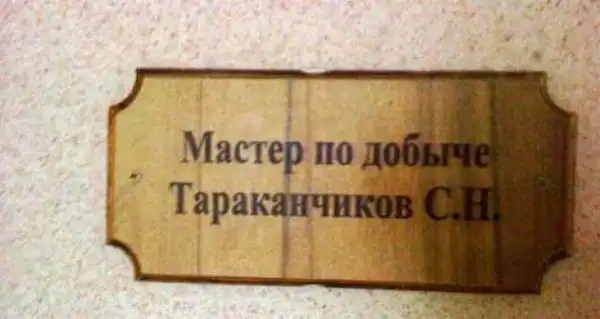 Мастер по добыче
Тараканчиков С.Н.